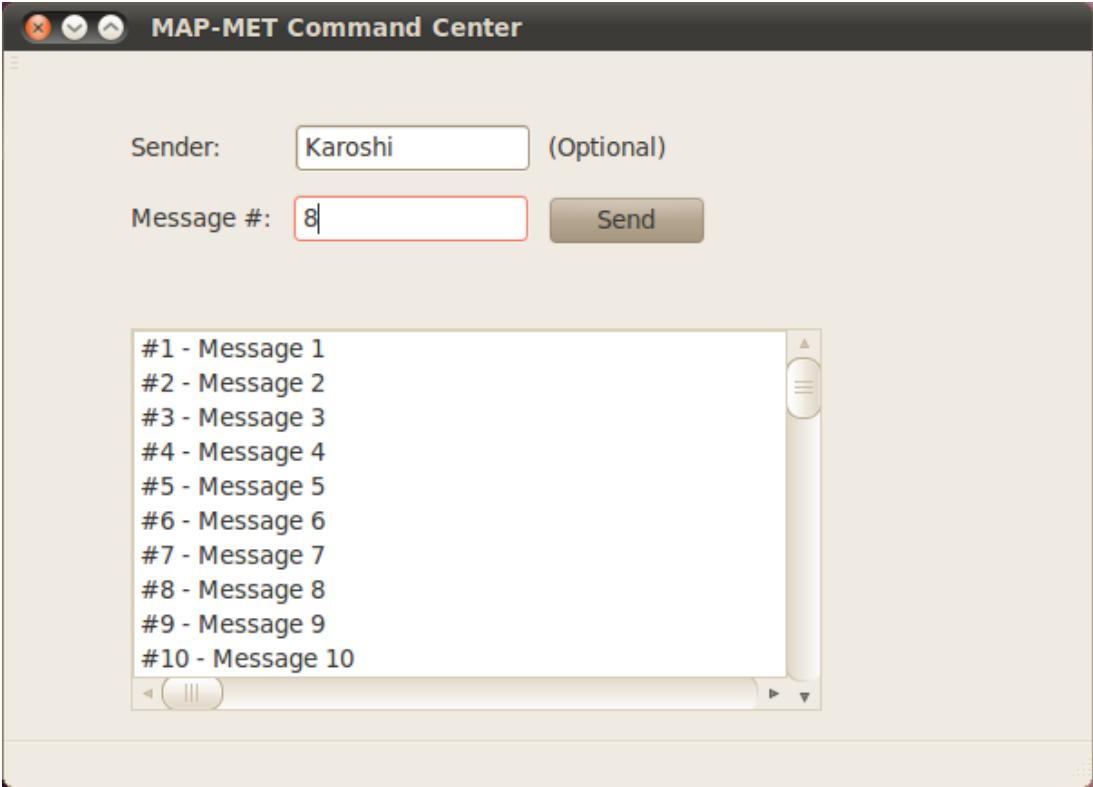 MAP-MET Command Center
Sender: Karoshi (Optional)
Message #: 8 Send
#1 - Message 1
#2 - Message 2
#3 - Message 3
#4 - Message 4
#5 - Message 5
#6 - Message 6
#7 - Message 7
#8 - Message 8
#9 - Message 9
#10 - Message 10